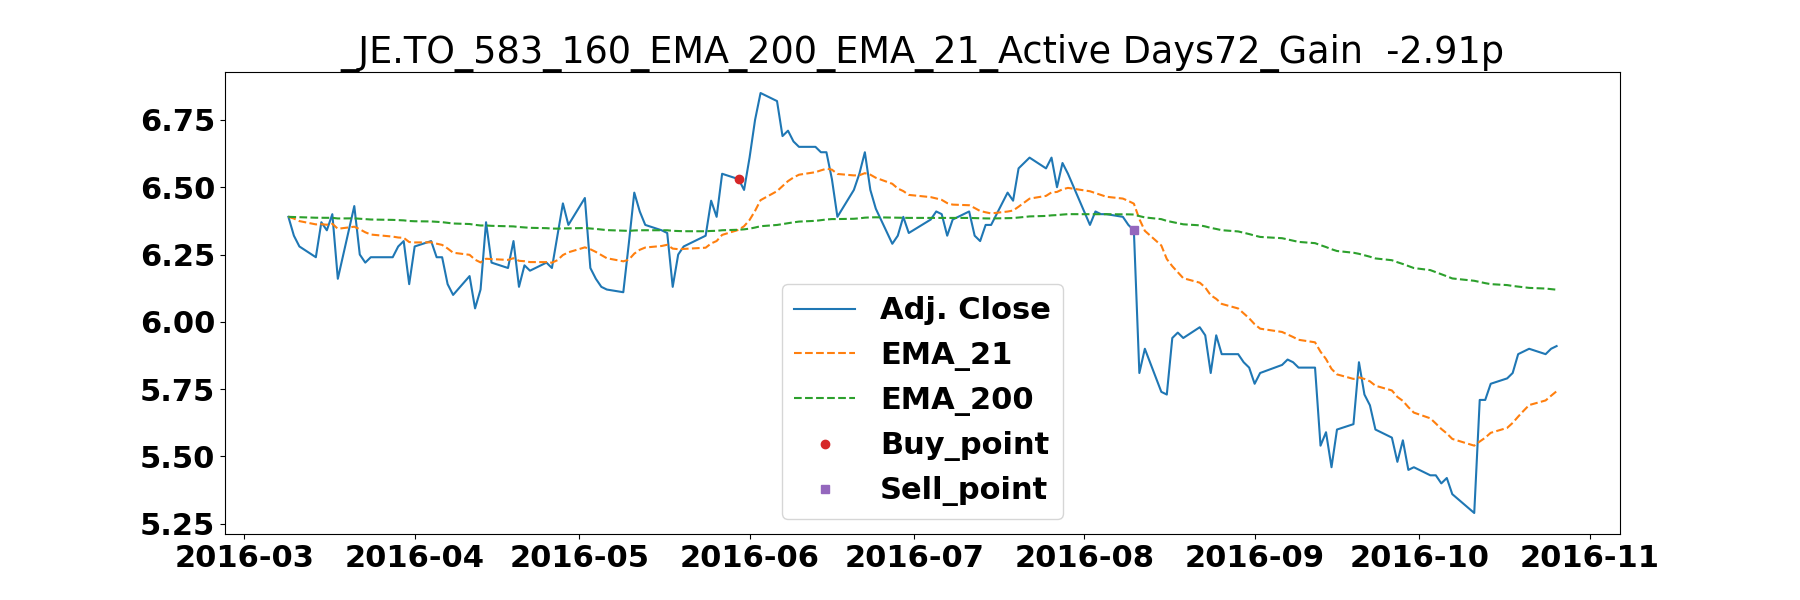 _JE.TO_583_160_EMA_200_EMA_21_Active Days72_Gain  -2.91p
6.75
6.50
6.25
6.00
5.75
5.50
5.25
Adj. Close
EMA_21
EMA_200
Buy_point
Sell_point
2016-03 2016-04 2016-05 2016-06 2016-07 2016-08 2016-09 2016-10 2016-11